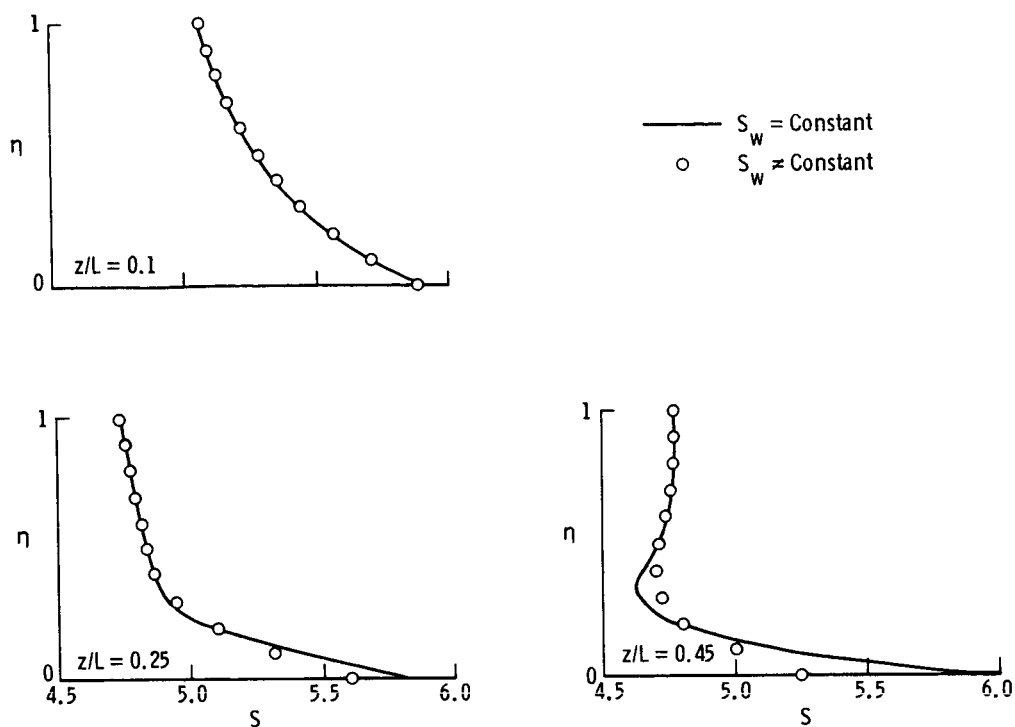 1
η
0
z/L = 0.1
S_w = Constant
S_w ≠ Constant
1
η
0
z/L = 0.25
4.5 5.0 5.5 6.0
S
1
η
0
z/L = 0.45
4.5 5.0 5.5 6.0
S